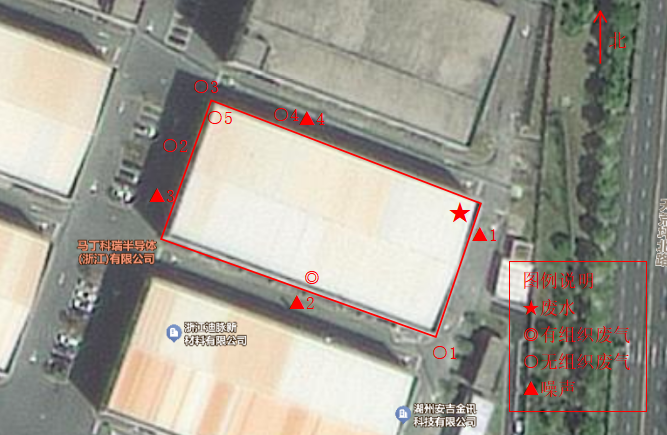 北
○3
○5
○4
▲4
○2
▲3
▲1
马丁科瑞半导体
(浙江)有限公司
▲2
图例说明
★废水
◎有组织废气
○无组织废气
▲噪声
浙江迪脉新
材料有限公司
○1
湖州安吉金讯
科技有限公司